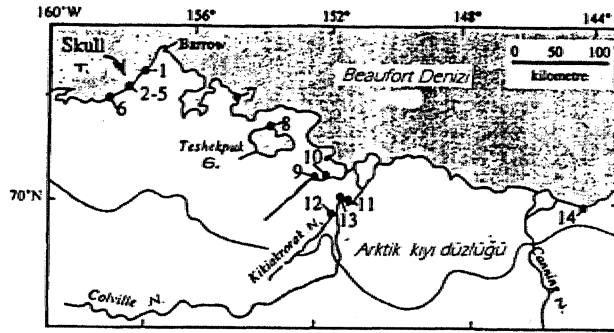 160°W
156°
152°
148°
144°
Skull
T.
Barrow
0 50 100
kilometre
Beaufort Denizi
1
2-5
6
8
Teshekpuk
G.
10
9
70°N
12
11
13
14
Kikiakrorak N.
Arktik kıyı düzlüğü
Canning N.
Colville N.